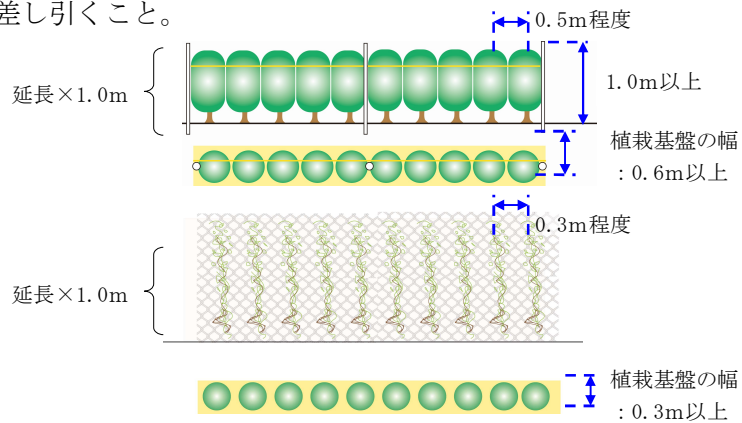 差し引くこと。
0.5m程度
延長×1.0m
1.0m以上
植栽基盤の幅
：0.6m以上
0.3m程度
延長×1.0m
植栽基盤の幅
：0.3m以上